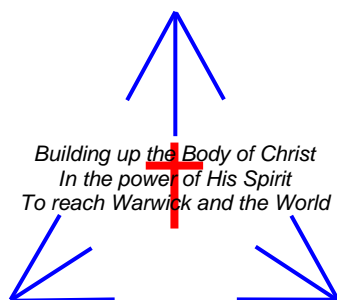 Building up the Body of Christ
In the power of His Spirit
To reach Warwick and the World